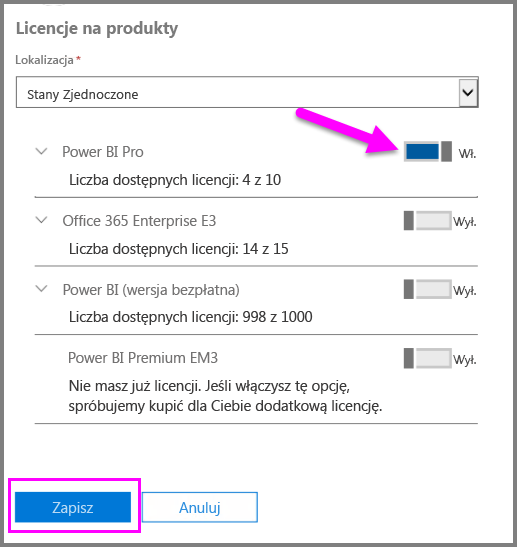 Licencje na produkty
Lokalizacja *
Stany Zjednoczone
Power BI Pro
Wł.
Liczba dostępnych licencji: 4 z 10
Office 365 Enterprise E3
Wył.
Liczba dostępnych licencji: 14 z 15
Power BI (wersja bezpłatna)
Wył.
Liczba dostępnych licencji: 998 z 1000
Power BI Premium EM3
Wył.
Nie masz już licencji. Jeśli włączysz tę opcję,
spróbujemy kupić dla Ciebie dodatkową licencję.
Zapisz
Anuluj